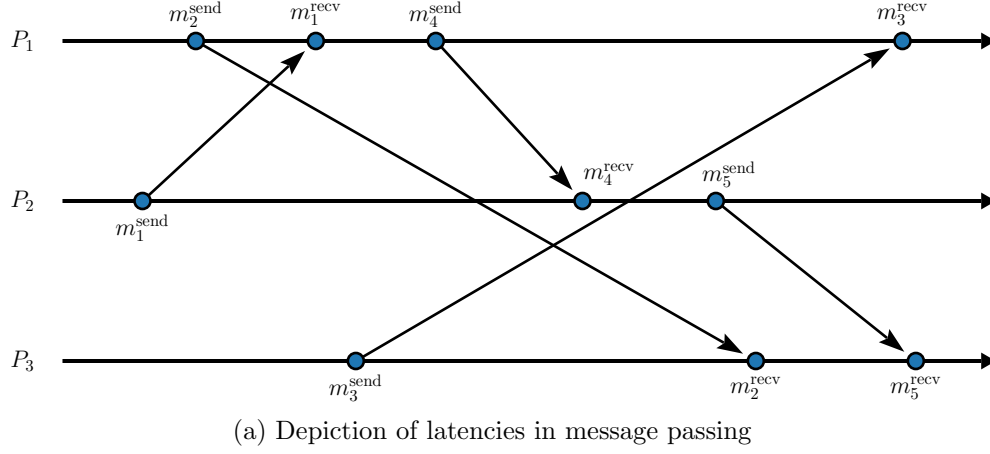 m_2^send m_1^recv m_4^send m_3^recv
P_1
m_4^recv m_5^send
P_2
m_1^send
P_3
m_3^send m_2^recv m_5^recv
(a) Depiction of latencies in message passing